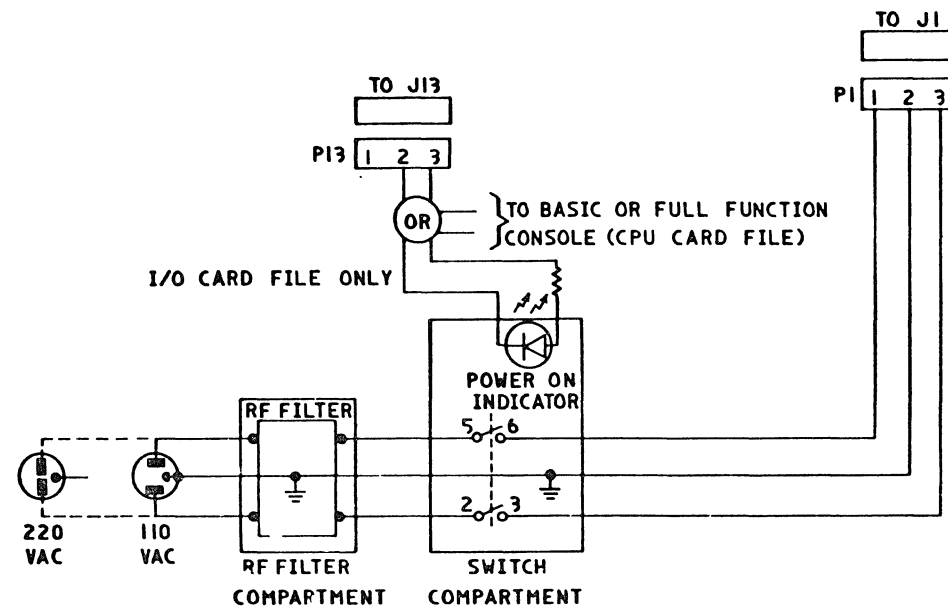 TO J1
P1 1 2 3
TO J13
P13 1 2 3
OR
TO BASIC OR FULL FUNCTION
CONSOLE (CPU CARD FILE)
I/O CARD FILE ONLY
POWER ON
INDICATOR
RF FILTER
5 6
2 3
220
VAC
110
VAC
RF FILTER
COMPARTMENT
SWITCH
COMPARTMENT